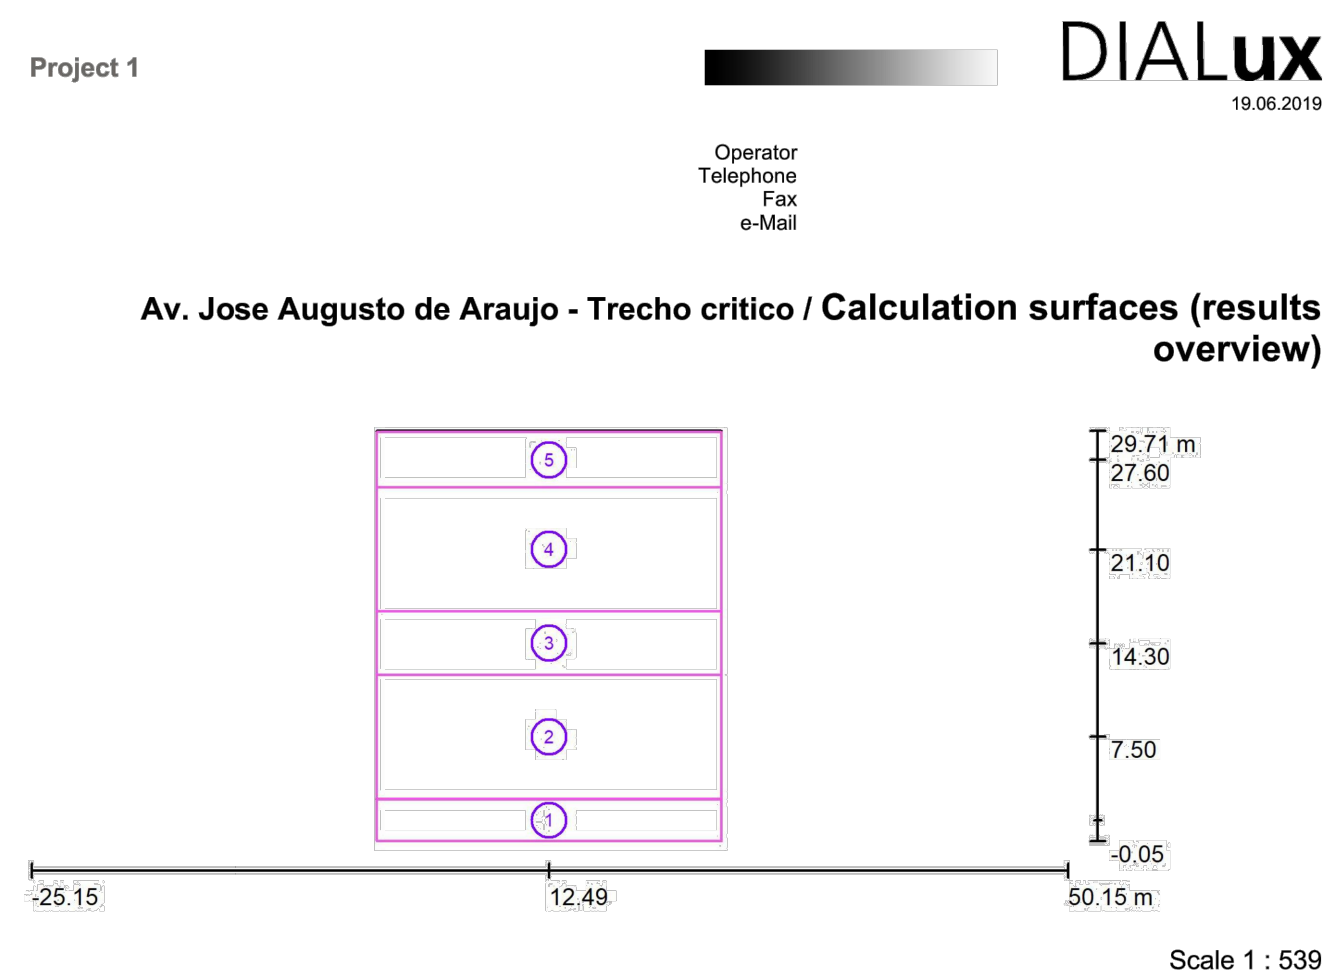 Project 1
DIALux
19.06.2019
Operator
Telephone
Fax
e-Mail
Av. Jose Augusto de Araujo - Trecho critico / Calculation surfaces (results
overview)
5
4
3
2
1
29.71 m
27.60
21.10
14.30
7.50
-0.05
-25.15
12.49
50.15 m
Scale 1 : 539